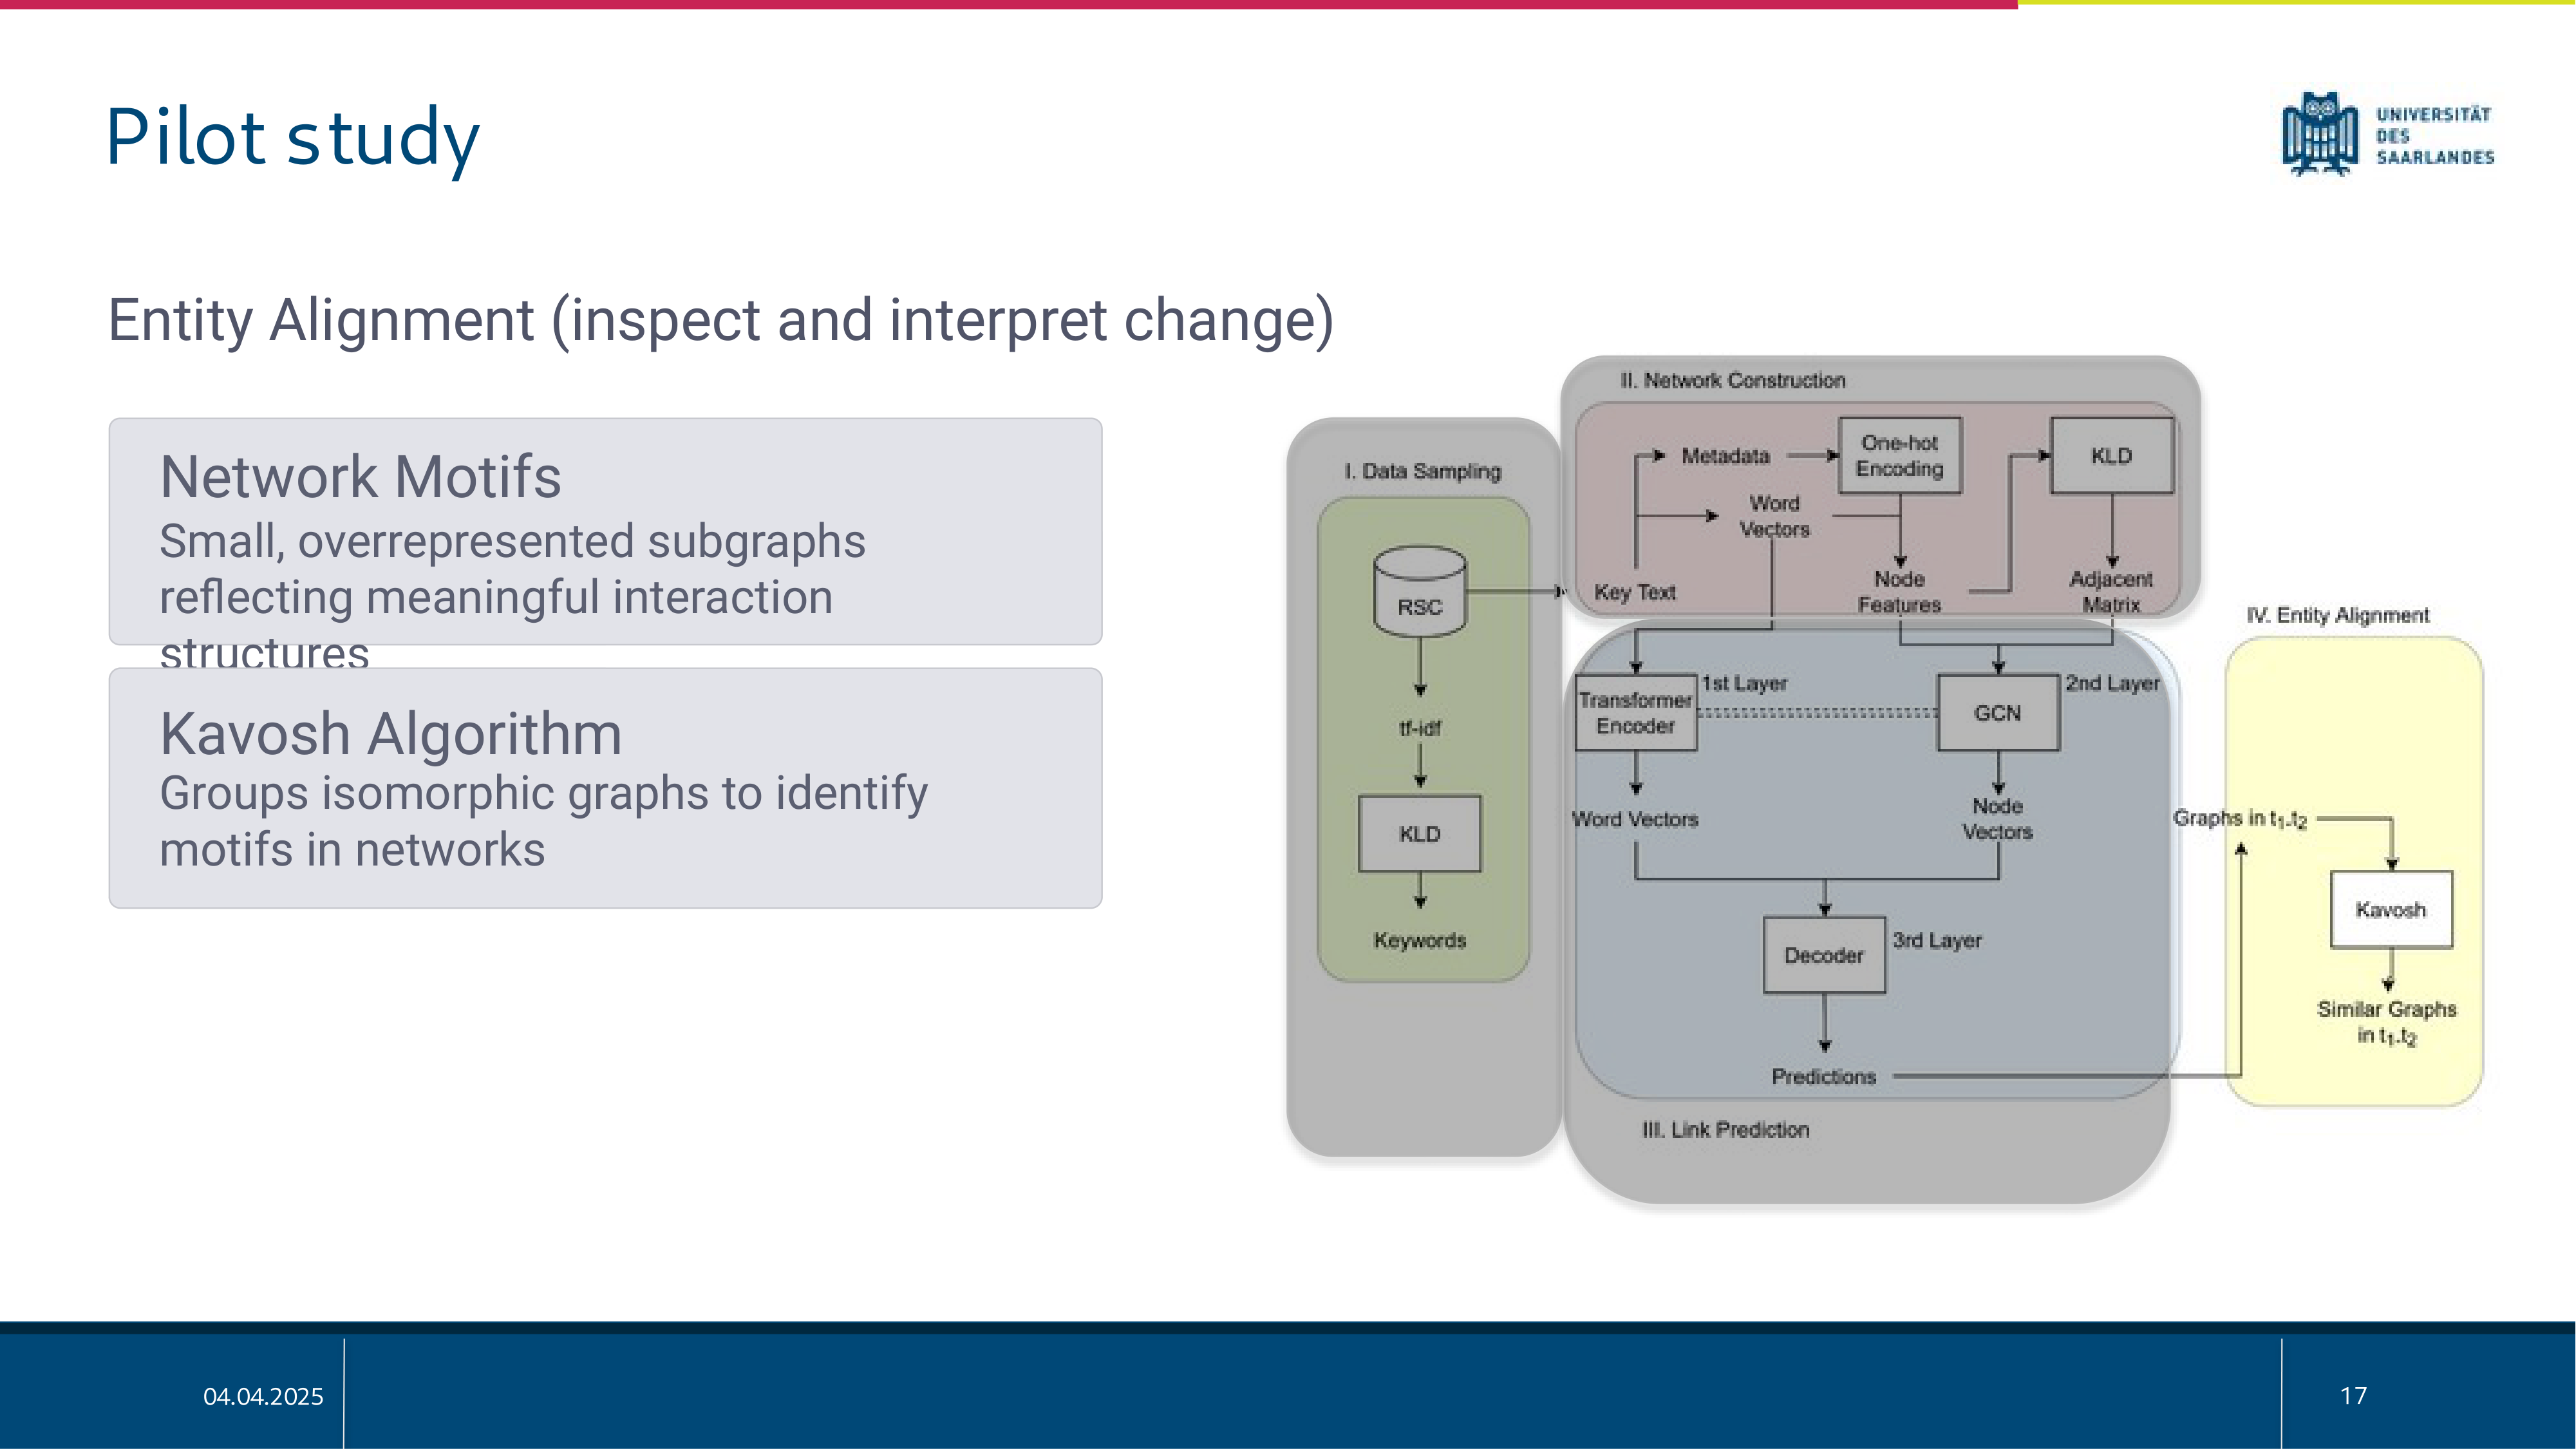 Pilot study
UNIVERSITÄT
DES
SAARLANDES
Entity Alignment (inspect and interpret change)
Network Motifs
Small, overrepresented subgraphs
reflecting meaningful interaction
structures
Kavosh Algorithm
Groups isomorphic graphs to identify
motifs in networks
I. Data Sampling
RSC
tf-idf
KLD
Keywords
II. Network Construction
Metadata
One-hot
Encoding
KLD
Word
Vectors
Key Text
Node
Features
Adjacent
Matrix
Transformer
Encoder
1st Layer
GCN
2nd Layer
Word Vectors
Node
Vectors
Decoder
3rd Layer
Predictions
III. Link Prediction
IV. Entity Alignment
Graphs in t₁.t₂
Kavosh
Similar Graphs
in t₁.t₂
04.04.2025
17